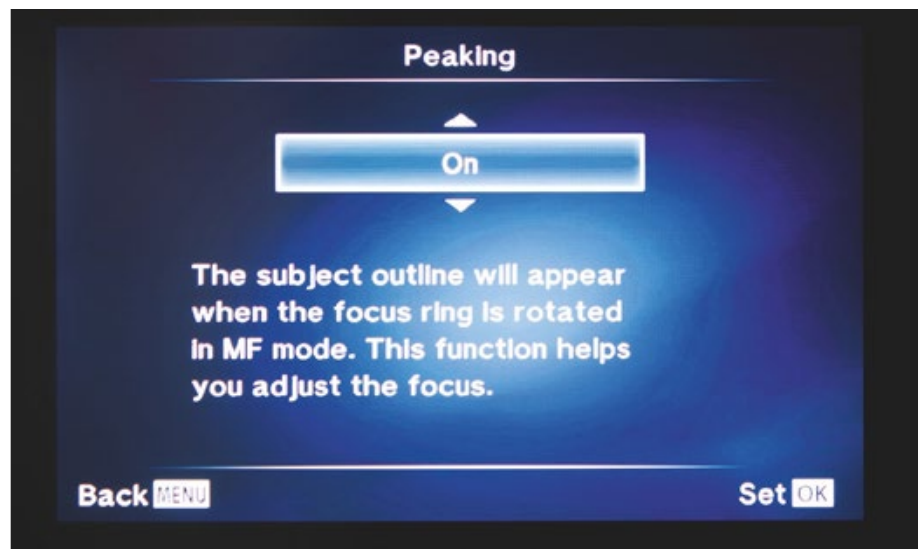 Peaking
On
The subject outline will appear
when the focus ring is rotated
in MF mode. This function helps
you adjust the focus.
Back MENU
Set OK